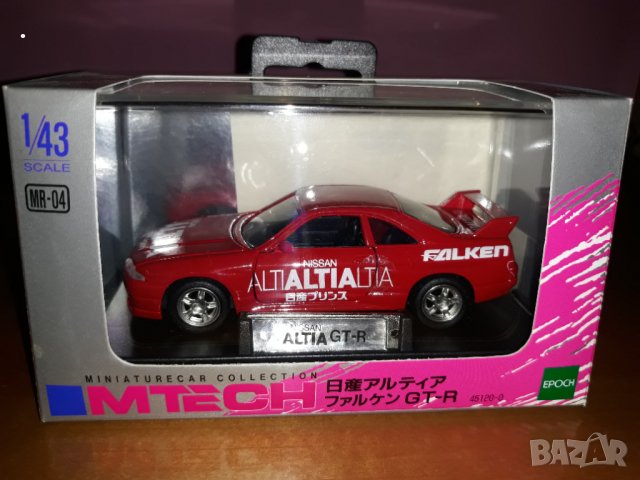 1/43
SCALE
MR-04
NISSAN
ALTIALTIALTIA
日産プリンス
FALKEN
NISSAN
ALTIA GT-R
MINIATURECAR COLLECTION
MTECH
日産アルティア
ファルケン GT-R
45120-0
EPOCH
BAZAR